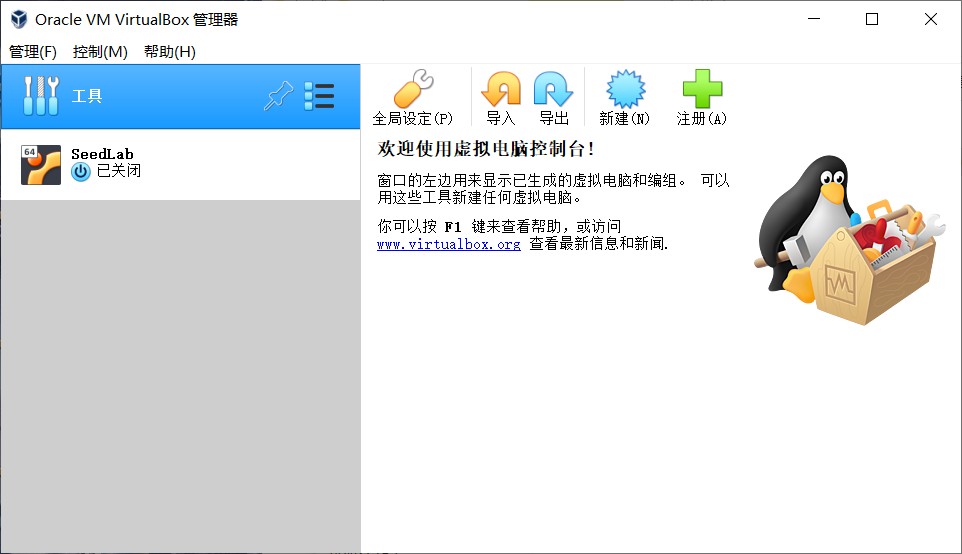 Oracle VM VirtualBox 管理器
管理(F) 控制(M) 帮助(H)
工具
全局设定(P) 导入 导出 新建(N) 注册(A)
64
SeedLab
已关闭
欢迎使用虚拟电脑控制台!
窗口的左边用来显示已生成的虚拟电脑和编组。 可以
用这些工具新建任何虚拟电脑。
你可以按 F1 键来查看帮助，或访问
www.virtualbox.org 查看最新信息和新闻.